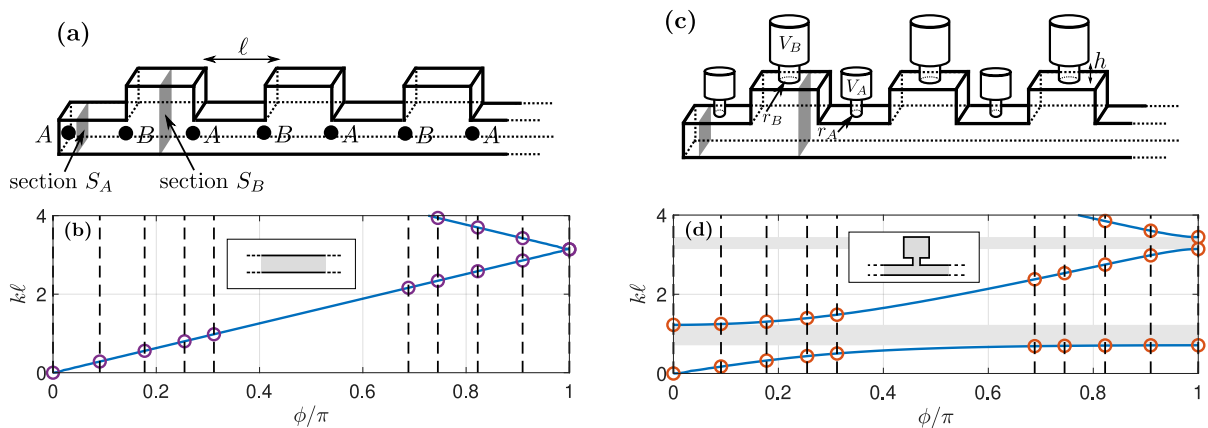 (a)
ℓ
A B A B A B A
section S_A
section S_B
(b)
4
2
0
kℓ
0 0.2 0.4 0.6 0.8 1
ϕ/π
(c)
V_B
h
V_A
r_B
r_A
(d)
4
2
0
kℓ
0 0.2 0.4 0.6 0.8 1
ϕ/π